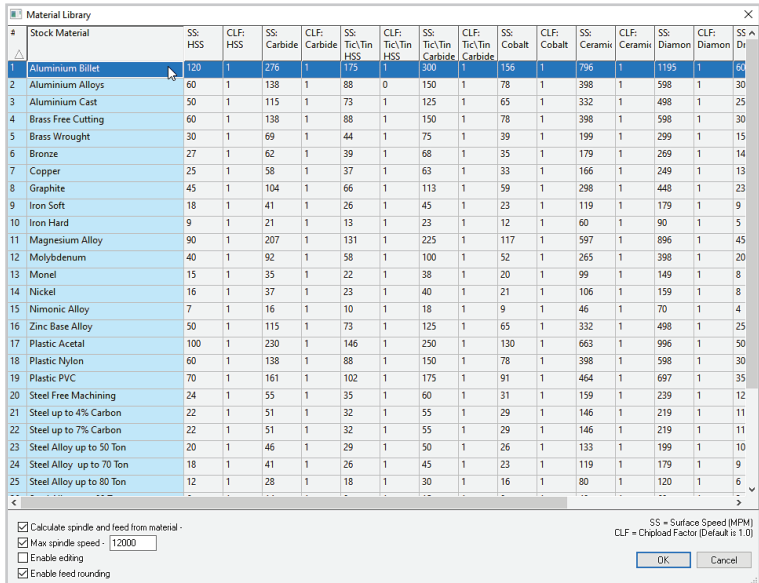 Material Library
# Stock Material SS: HSS CLF: HSS SS: Carbide CLF: Carbide SS: Tic\Tin HSS CLF: Tic\Tin HSS SS: Tic\Tin Carbide CLF: Tic\Tin Carbide SS: Cobalt CLF: Cobalt SS: Ceramic CLF: Ceramic SS: Diamon CLF: Diamon SS
1 Aluminium Billet 120 1 276 1 175 1 300 1 156 1 796 1 1195 1 60
2 Aluminium Alloys 60 1 138 1 88 0 150 1 78 1 398 1 598 1 30
3 Aluminium Cast 50 1 115 1 73 1 125 1 65 1 332 1 498 1 25
4 Brass Free Cutting 60 1 138 1 88 1 150 1 78 1 398 1 598 1 30
5 Brass Wrought 30 1 69 1 44 1 75 1 39 1 199 1 299 1 15
6 Bronze 27 1 62 1 39 1 68 1 35 1 179 1 269 1 14
7 Copper 25 1 58 1 37 1 63 1 33 1 166 1 249 1 13
8 Graphite 45 1 104 1 66 1 113 1 59 1 298 1 448 1 23
9 Iron Soft 18 1 41 1 26 1 45 1 23 1 119 1 179 1 9
10 Iron Hard 9 1 21 1 13 1 23 1 12 1 60 1 90 1 5
11 Magnesium Alloy 90 1 207 1 131 1 225 1 117 1 597 1 896 1 45
12 Molybdenum 40 1 92 1 58 1 100 1 52 1 265 1 398 1 20
13 Monel 15 1 35 1 22 1 38 1 20 1 99 1 149 1 8
14 Nickel 16 1 37 1 23 1 40 1 21 1 106 1 159 1 8
15 Nimonic Alloy 7 1 16 1 10 1 18 1 9 1 46 1 70 1 4
16 Zinc Base Alloy 50 1 115 1 73 1 125 1 65 1 332 1 498 1 25
17 Plastic Acetal 100 1 230 1 146 1 250 1 130 1 663 1 996 1 50
18 Plastic Nylon 60 1 138 1 88 1 150 1 78 1 398 1 598 1 30
19 Plastic PVC 70 1 161 1 102 1 175 1 91 1 464 1 697 1 35
20 Steel Free Machining 24 1 55 1 35 1 60 1 31 1 159 1 239 1 12
21 Steel up to 4% Carbon 22 1 51 1 32 1 55 1 29 1 146 1 219 1 11
22 Steel up to 7% Carbon 22 1 51 1 32 1 55 1 29 1 146 1 219 1 11
23 Steel Alloy up to 50 Ton 20 1 46 1 29 1 50 1 26 1 133 1 199 1 10
24 Steel Alloy up to 70 Ton 18 1 41 1 26 1 45 1 23 1 119 1 179 1 9
25 Steel Alloy up to 80 Ton 12 1 28 1 18 1 30 1 16 1 80 1 120 1 6
Calculate spindle and feed from material -
Max spindle speed - 12000
Enable editing
Enable feed rounding
SS = Surface Speed (MPM)
CLF = Chipload Factor (Default is 1.0)
OK Cancel